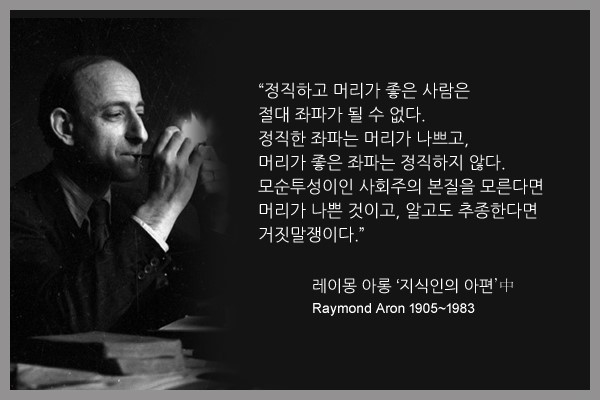 “정직하고 머리가 좋은 사람은
절대 좌파가 될 수 없다.
정직한 좌파는 머리가 나쁘고,
머리가 좋은 좌파는 정직하지 않다.
모순투성이인 사회주의 본질을 모른다면
머리가 나쁜 것이고, 알고도 추종한다면
거짓말쟁이다.”
레이몽 아롱 ‘지식인의 아편’中
Raymond Aron 1905~1983